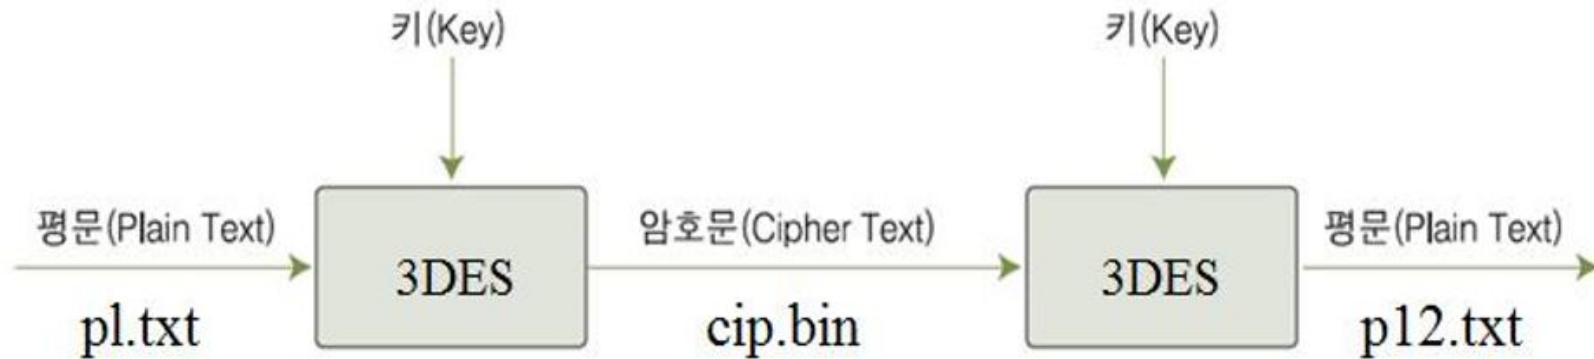 키(Key)
키(Key)
평문(Plain Text)
암호문(Cipher Text)
평문(Plain Text)
3DES
3DES
pl.txt
cip.bin
p12.txt